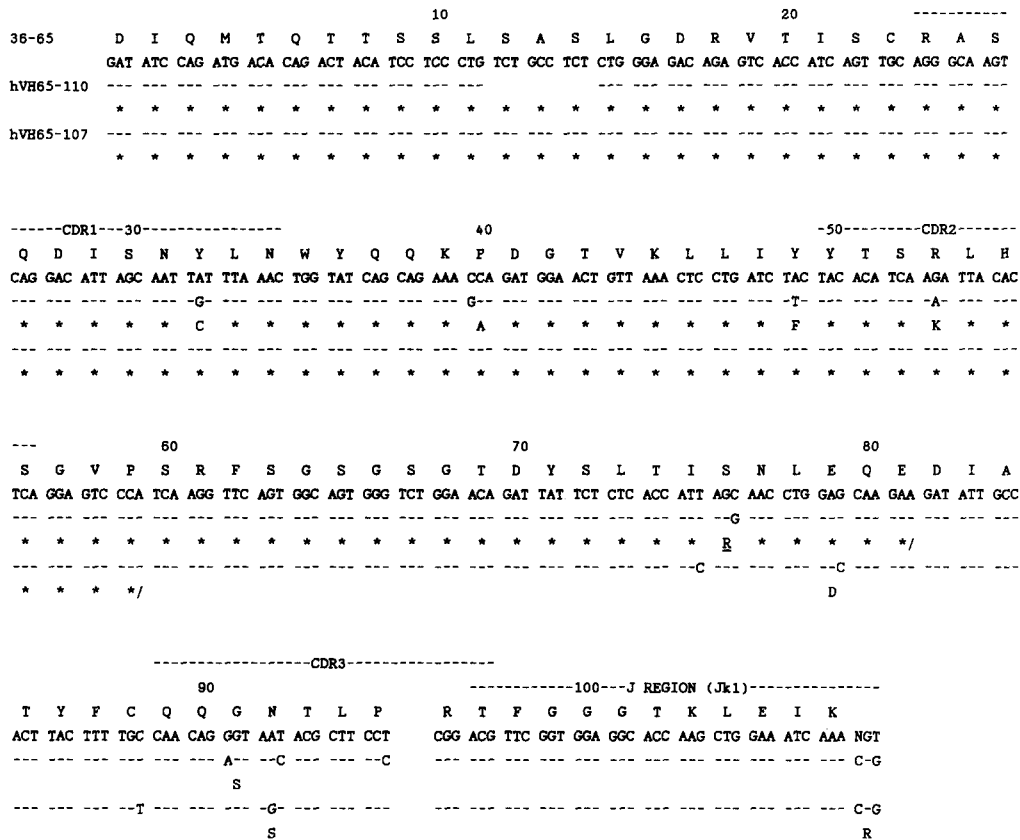 10 20 -----------
36-65 D I Q M T Q T T S S L S A S L G D R V T I S C R A S
GAT ATC CAG ATG ACA CAG ACT ACA TCC TCC CTG TCT GCC TCT CTG GGA GAC AGA GTC ACC ATC AGT TGC AGG GCA AGT
hVH65-110 --- --- --- --- --- --- --- --- --- --- --- --- --- --- --- --- --- --- --- --- --- --- ---
* * * * * * * * * * * * * * * * * * * * * * * * * *
hVH65-107 --- --- --- --- --- --- --- --- --- --- --- --- --- --- --- --- --- --- --- --- --- --- --- --- --- ---
* * * * * * * * * * * * * * * * * * * * * * * * * *
------CDR1---30----------------- 40 -50---------CDR2-------
Q D I S N Y L N W Y Q Q K P D G T V K L L I Y Y T S R L H
CAG GAC ATT AGC AAT TAT TTA AAC TGG TAT CAG CAG AAA CCA GAT GGA ACT GTT AAA CTC CTG ATC TAC TAC ACA TCA AGA TTA CAC
--- --- --- --- --- -G- --- --- --- --- --- --- --- G-- --- --- --- --- --- --- --- --- -T- --- --- --- -A- --- ---
* * * * * C * * * * * * * A * * * * * * * * F * * * K * *
--- --- --- --- --- --- --- --- --- --- --- --- --- --- --- --- --- --- --- --- --- --- --- --- --- --- --- --- ---
* * * * * * * * * * * * * * * * * * * * * * * * * * * * *
--- 60 70 80
S G V P S R F S G S G S G T D Y S L T I S N L E Q E D I A
TCA GGA GTC CCA TCA AGG TTC AGT GGC AGT GGG TCT GGA ACA GAT TAT TCT CTC ACC ATT AGC AAC CTG GAG CAA GAA GAT ATT GCC
--- --- --- --- --- --- --- --- --- --- --- --- --- --- --- --- --- --- --- --- --G --- --- --- --- --- --- --- ---
* * * * * * * * * * * * * * * * * * * * R * * * * */
--- --- --- --- --- --- --- --- --- --- --- --- --- --- --- --- --- --- --- --C --- --- --- --C --- --- --- --- ---
* * * */ D
------------------CDR3------------------
90 ------------100---J REGION (Jk1)---------------
T Y F C Q Q G N T L P R T F G G G T K L E I K
ACT TAC TTT TGC CAA CAG GGT AAT ACG CTT CCT CGG ACG TTC GGT GGA GGC ACC AAG CTG GAA ATC AAA NGT
--- --- --- --- --- --- A-- --C --- --- --C --- --- --- --- --- --- --- --- --- --- --- --- C-G
S
--- --- --- --T --- --- --- -G- --- --- --- --- --- --- --- --- --- --- --- --- --- --- --- C-G
S R